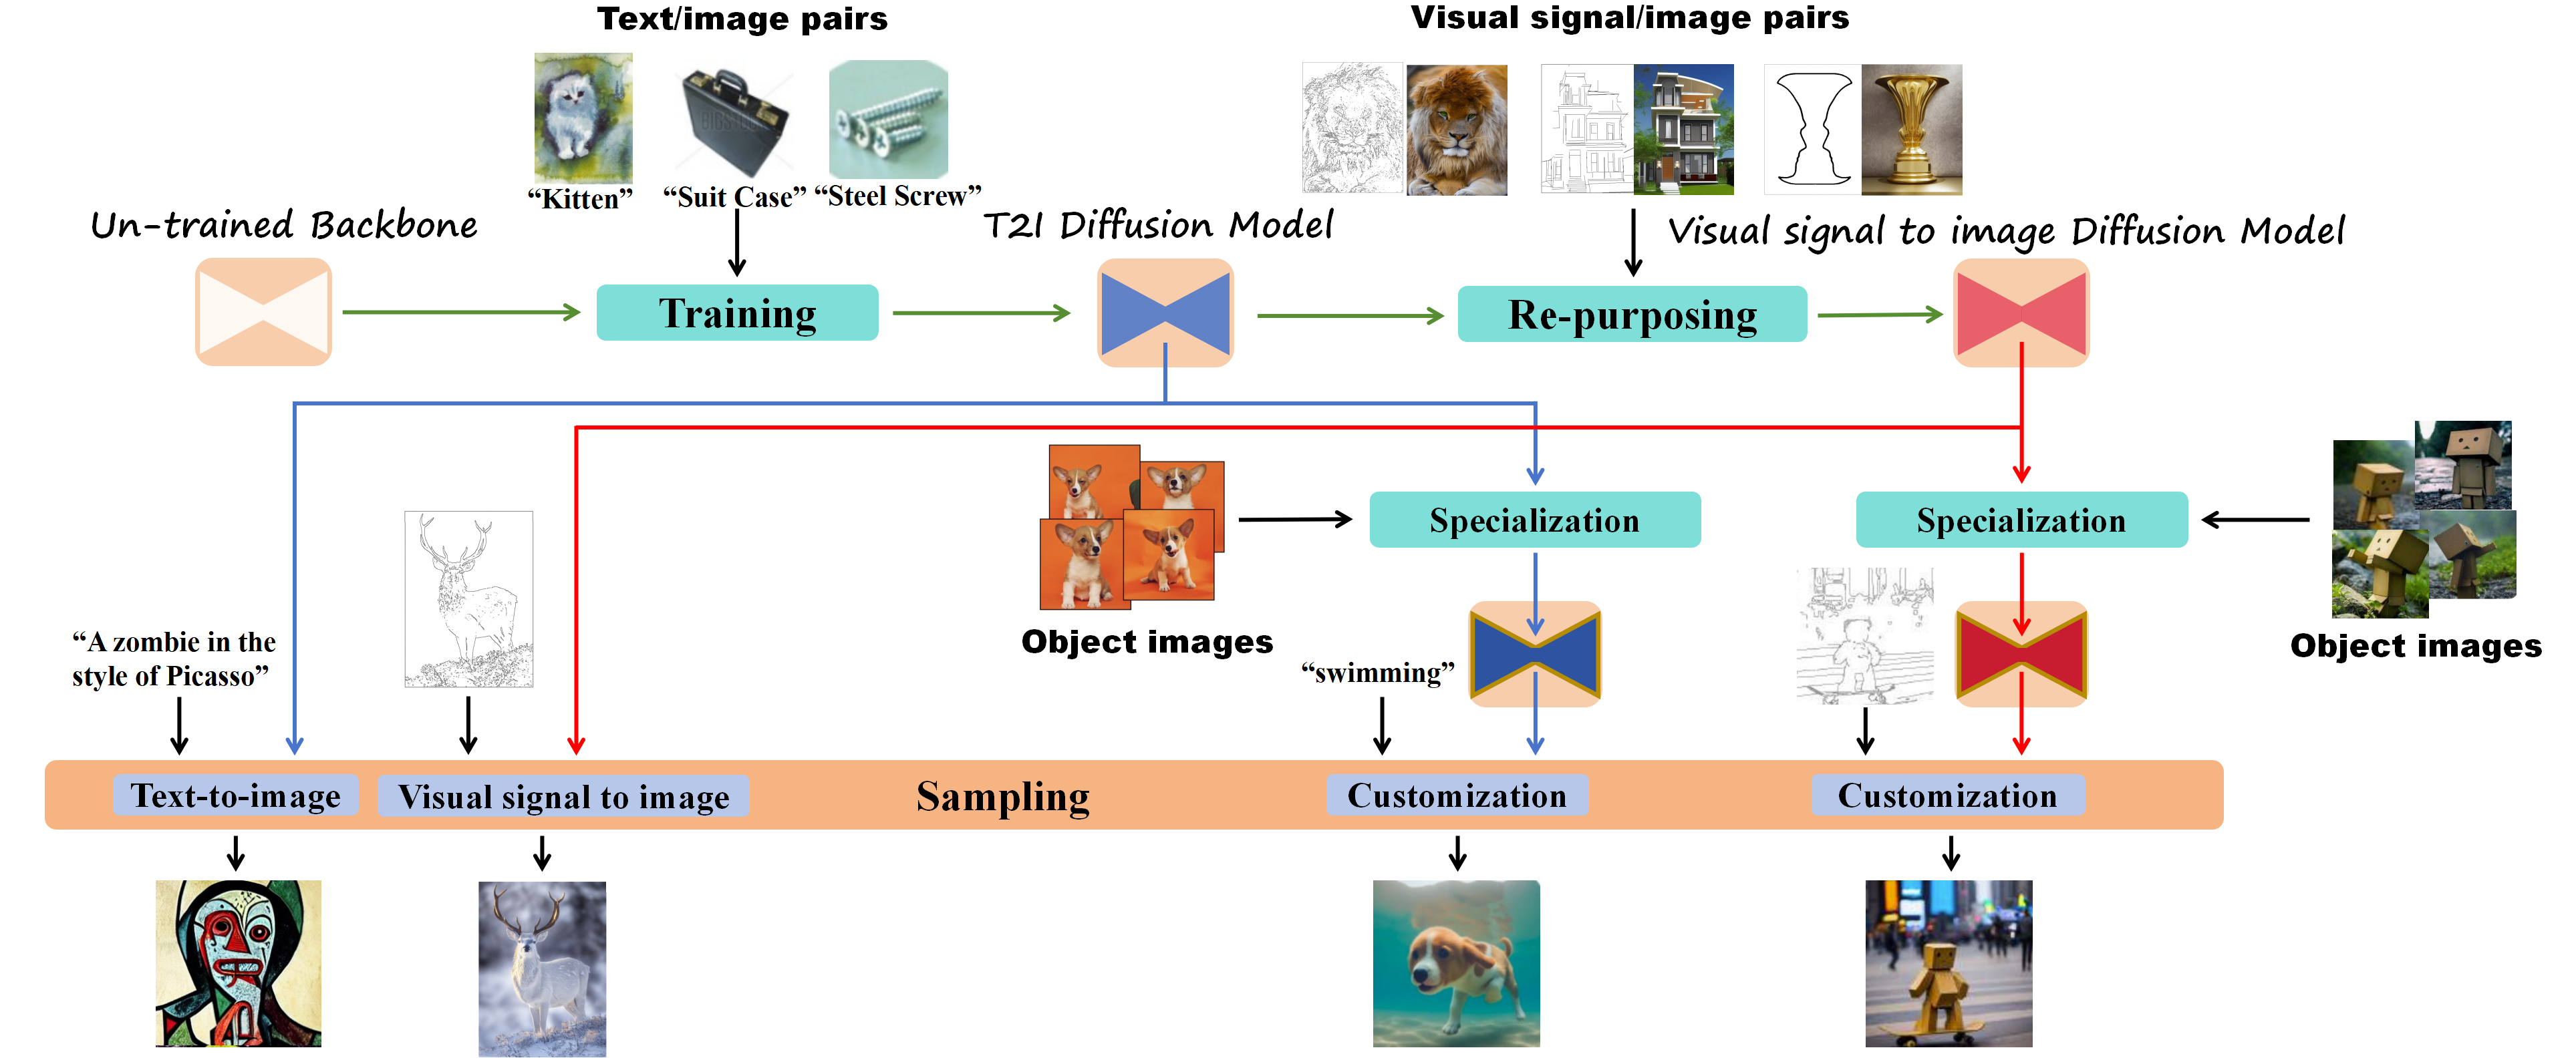 Text/image pairs
Visual signal/image pairs
“Kitten”
“Suit Case”
“Steel Screw”
Un-trained Backbone
T2I Diffusion Model
Visual signal to image Diffusion Model
Training
Re-purposing
Specialization
Specialization
Object images
Object images
“A zombie in the
style of Picasso”
“swimming”
Text-to-image
Visual signal to image
Sampling
Customization
Customization